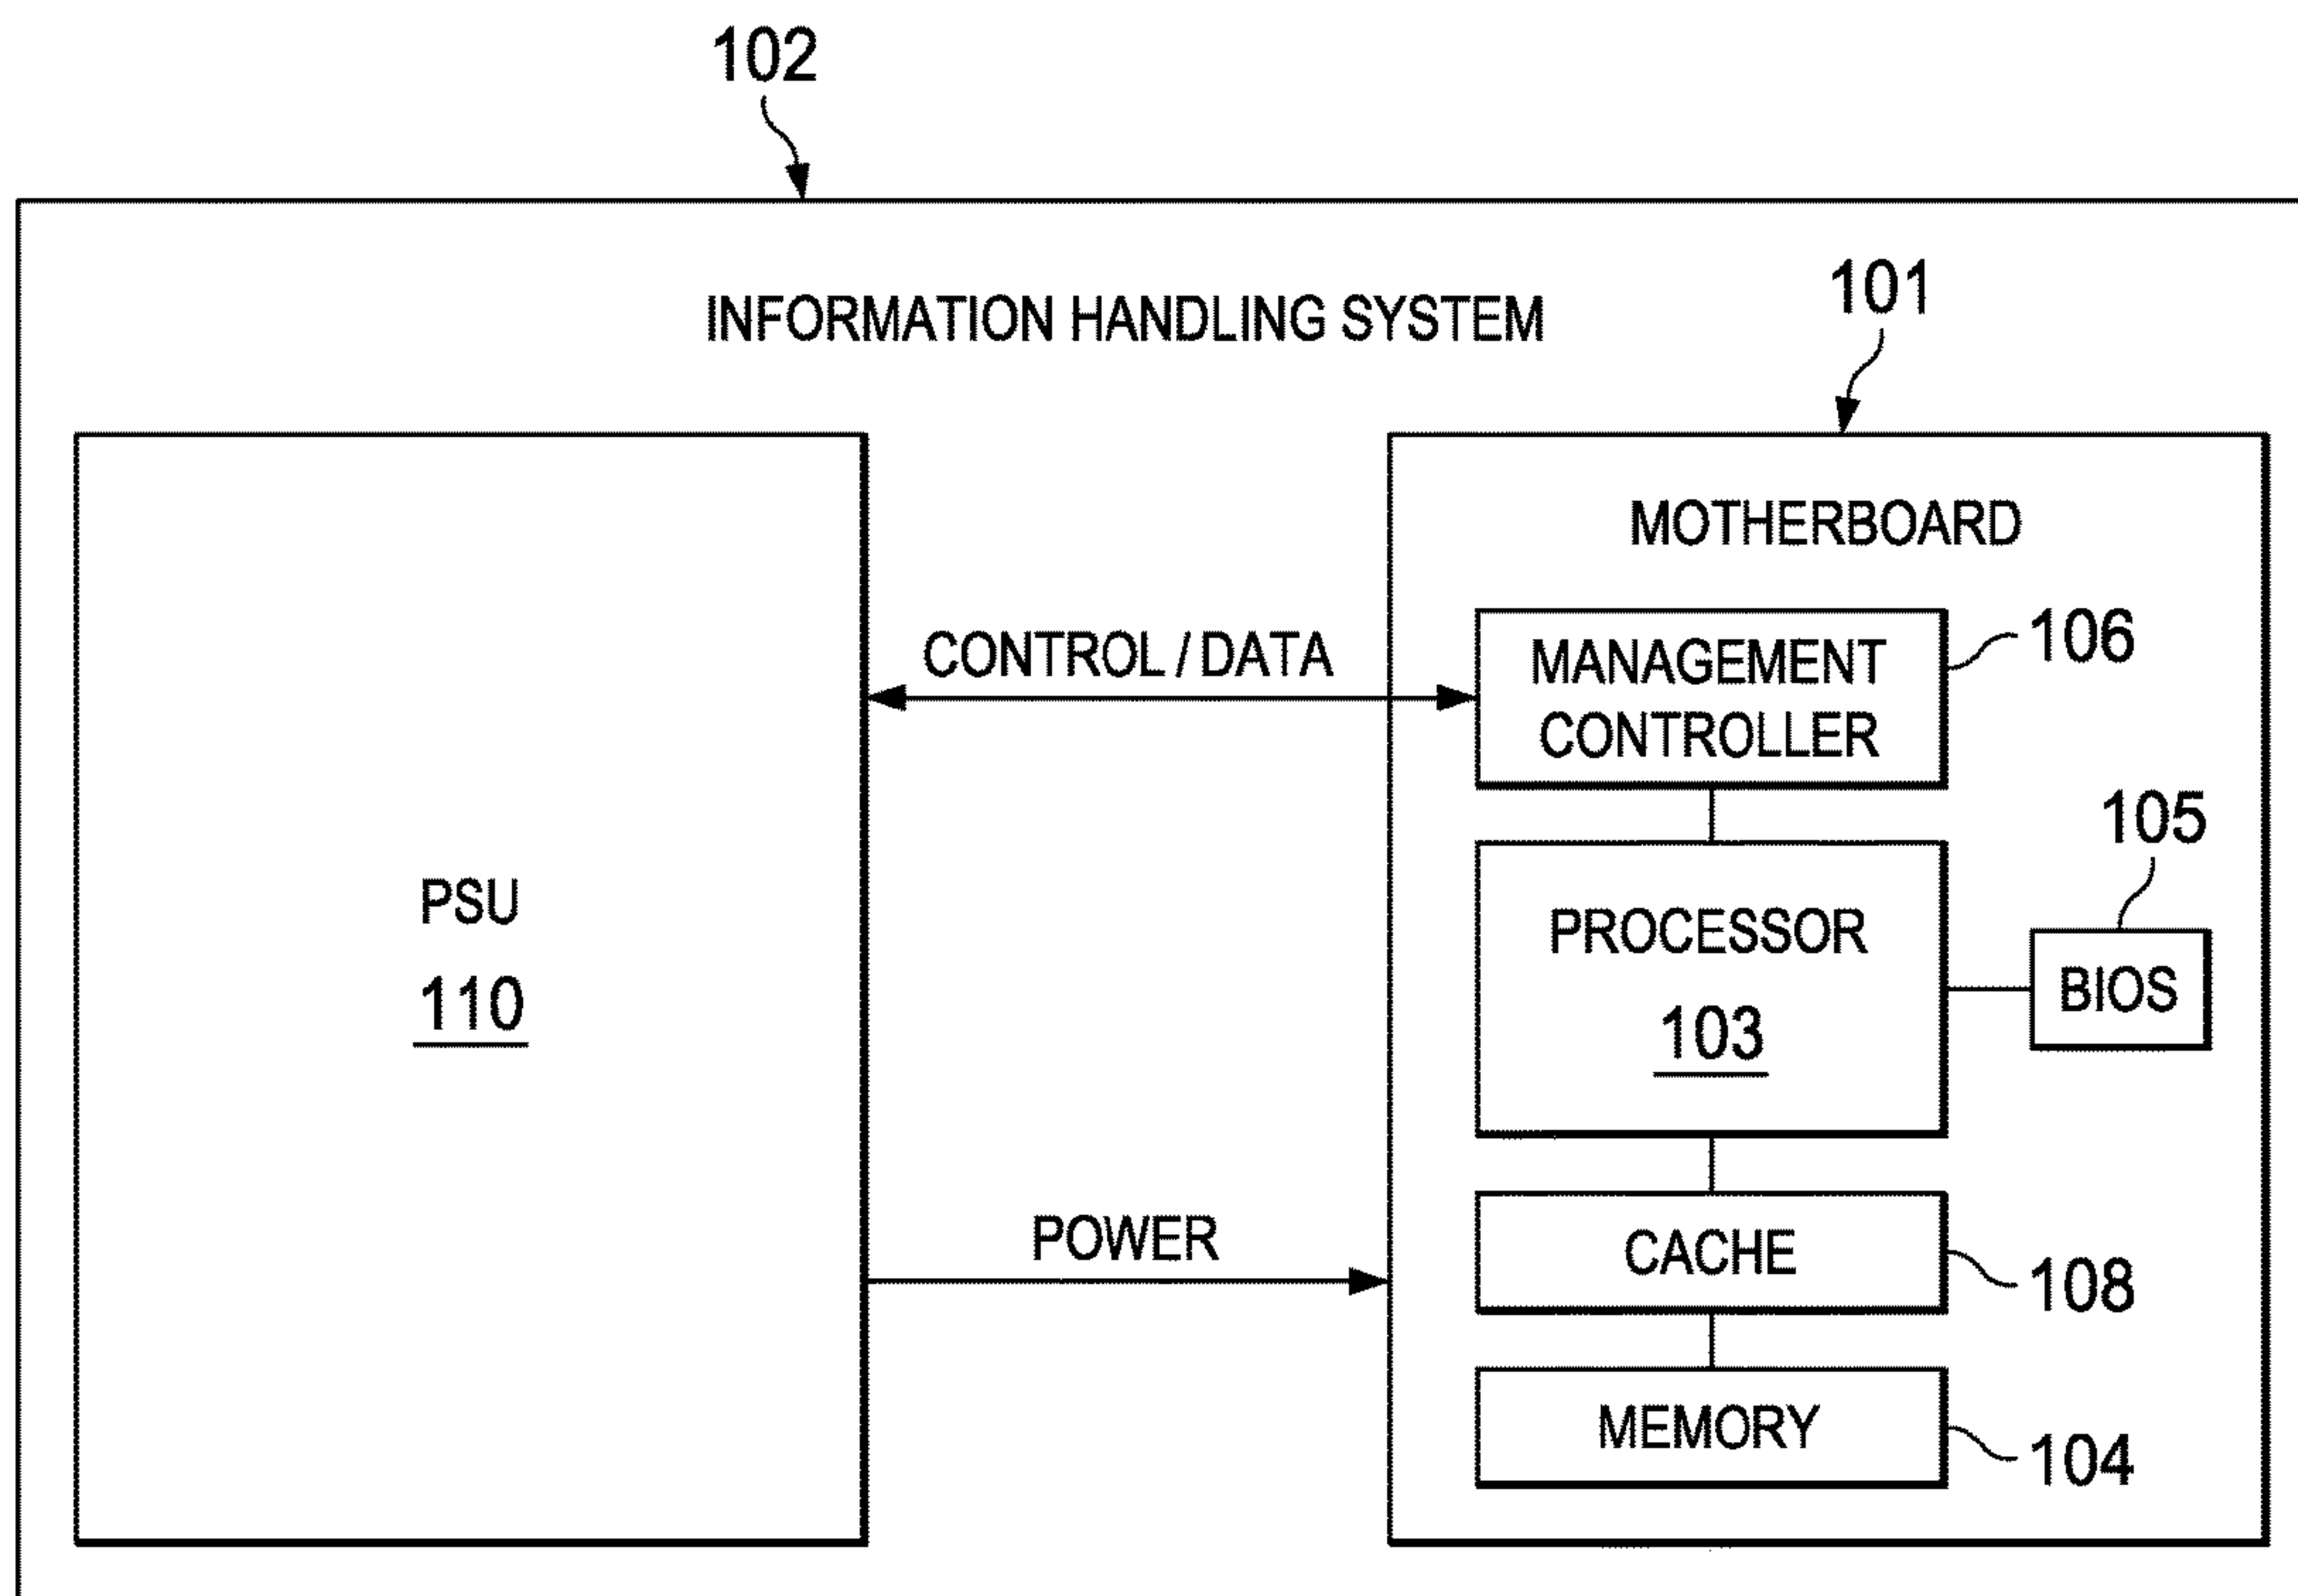 102
INFORMATION HANDLING SYSTEM
101
MOTHERBOARD
CONTROL / DATA
MANAGEMENT
CONTROLLER
106
105
PSU
110
PROCESSOR
103
BIOS
POWER
CACHE
108
MEMORY
104